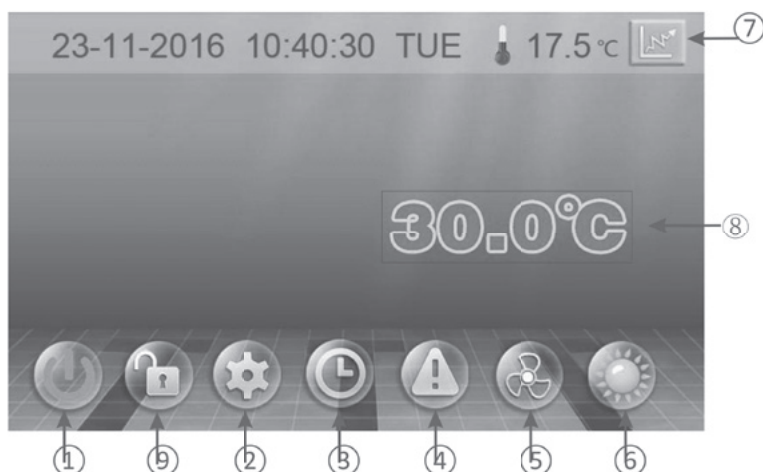 23-11-2016 10:40:30 TUE 17.5 ℃ ⑦
30.0℃ ⑧
① ⑨ ② ③ ④ ⑤ ⑥